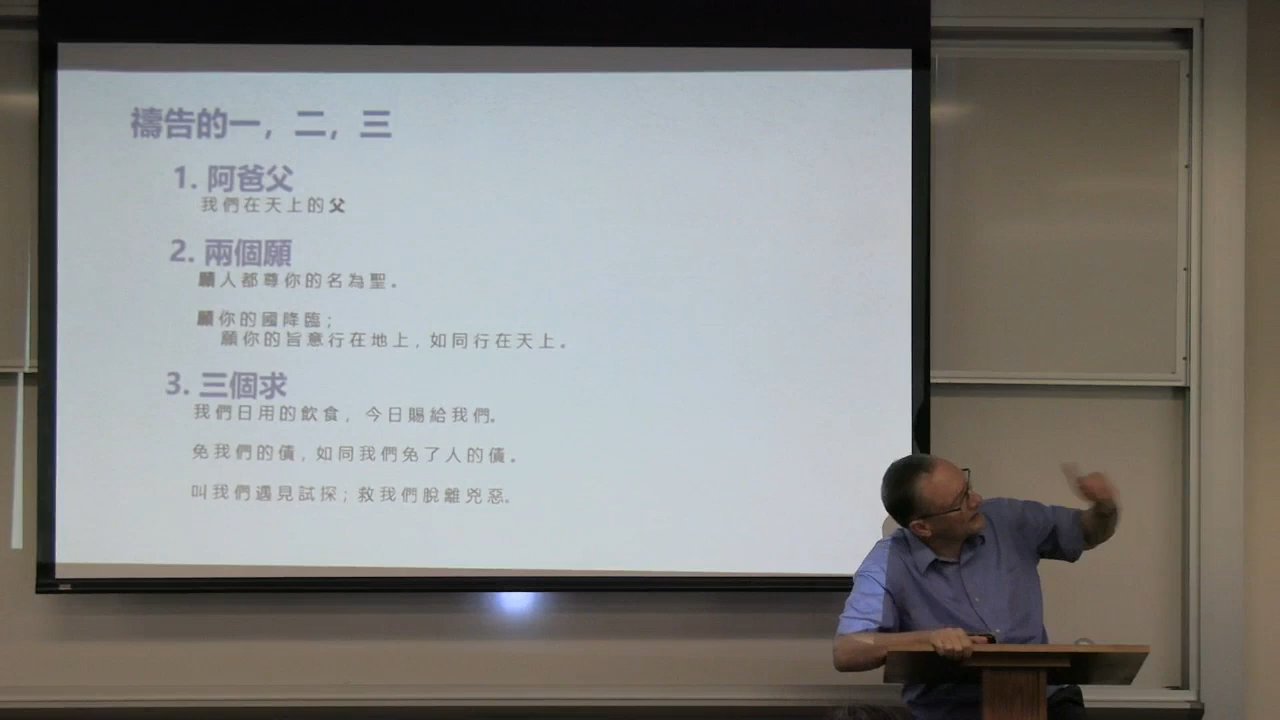 禱告的一，二，三
1. 阿爸父
我們在天上的父
2. 兩個願
願人都尊你的名為聖。
願你的國降臨；
願你的旨意行在地上，如同行在天上。
3. 三個求
我們日用的飲食，今日賜給我們。
免我們的債，如同我們免了人的債。
叫我們遇見試探；救我們脫離兇惡。